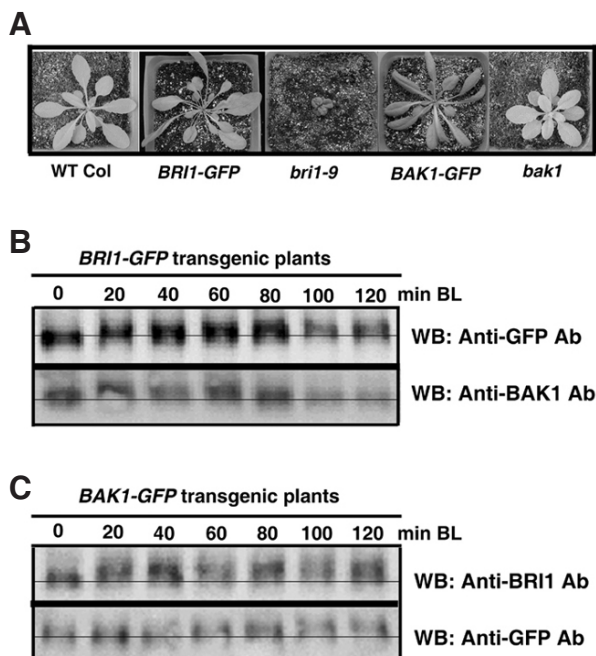 A
WT Col BRI1-GFP bri1-9 BAK1-GFP bak1
B
BRI1-GFP transgenic plants
0 20 40 60 80 100 120 min BL
WB: Anti-GFP Ab
WB: Anti-BAK1 Ab
C
BAK1-GFP transgenic plants
0 20 40 60 80 100 120 min BL
WB: Anti-BRI1 Ab
WB: Anti-GFP Ab